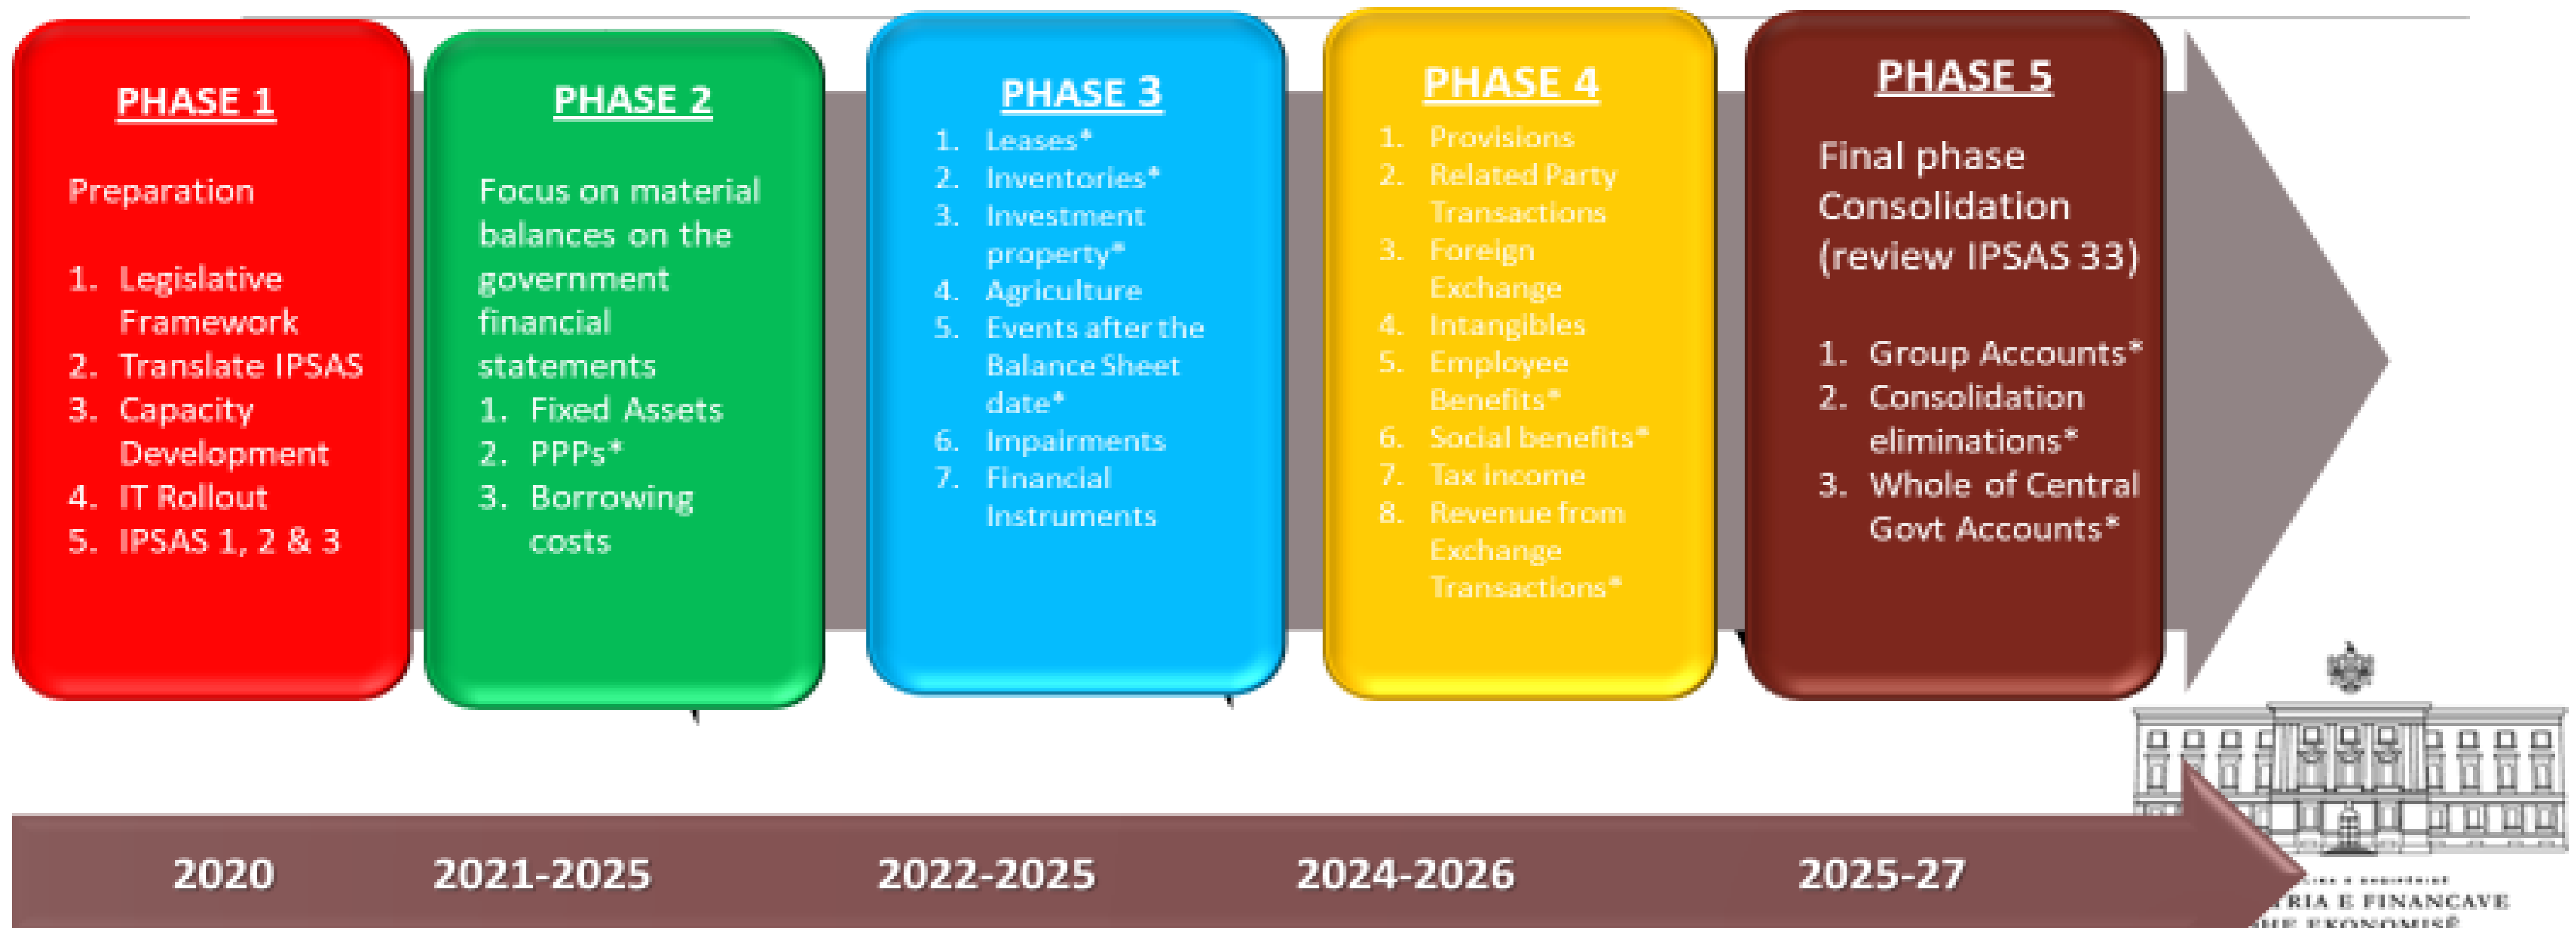 PHASE 1
Preparation
1. Legislative
Framework
2. Translate IPSAS
3. Capacity
Development
4. IT Rollout
5. IPSAS 1, 2 & 3
PHASE 2
Focus on material
balances on the
government
financial
statements
1. Fixed Assets
2. PPPs*
3. Borrowing
costs
PHASE 3
1. Leases*
2. Inventories*
3. Investment
property*
4. Agriculture
5. Events after the
Balance Sheet
date*
6. Impairments
7. Financial
Instruments
PHASE 4
1. Provisions
2. Related Party
Transactions
3. Foreign
Exchange
4. Intangibles
5. Employee
Benefits*
6. Social benefits*
7. Tax income
8. Revenue from
Exchange
Transactions*
PHASE 5
Final phase
Consolidation
(review IPSAS 33)
1. Group Accounts*
2. Consolidation
eliminations*
3. Whole of Central
Govt Accounts*
2020
2021-2025
2022-2025
2024-2026
2025-27
E FINANCAVE
EKONOMISË